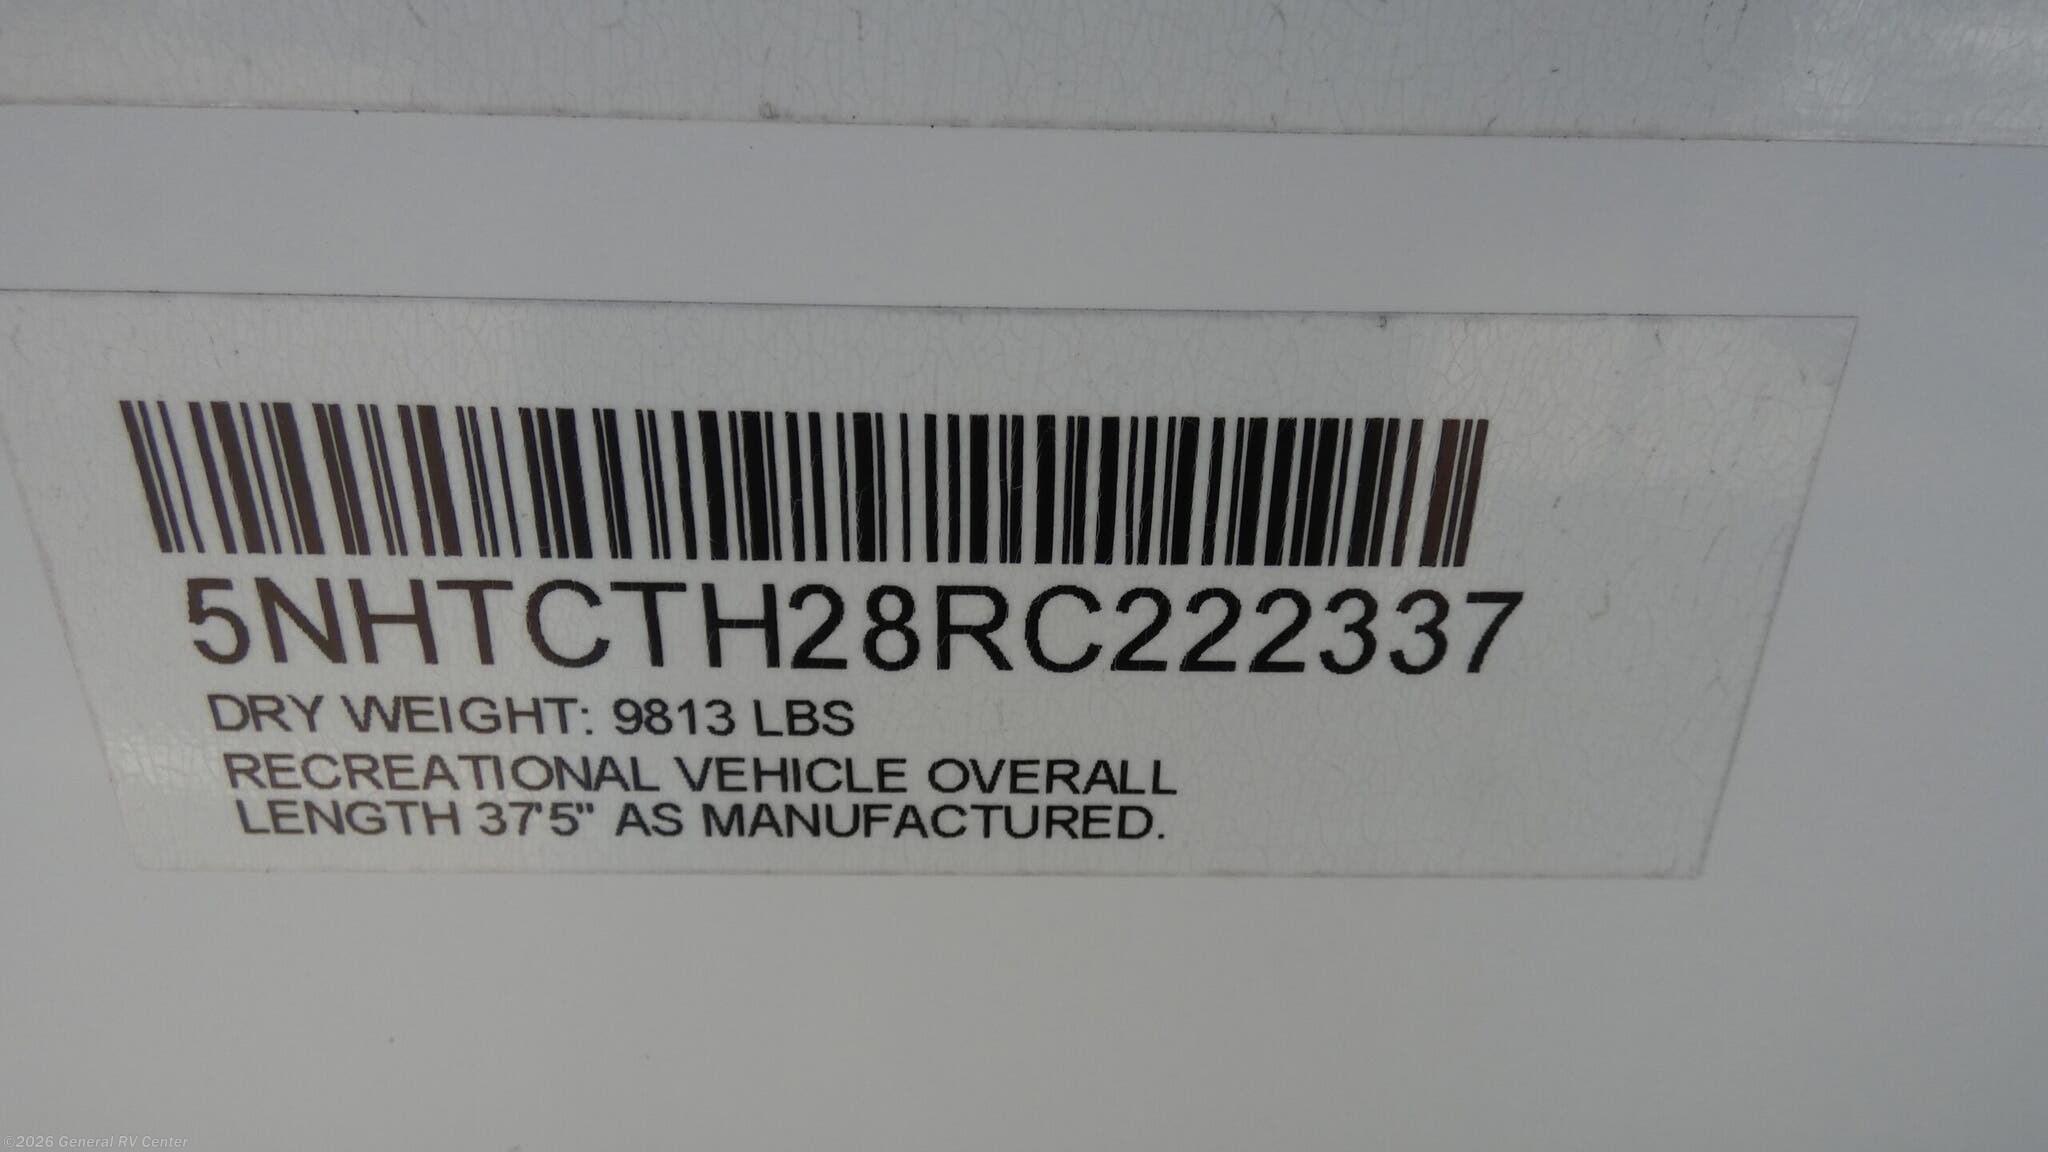 5NHTCTH28RC222337
DRY WEIGHT: 9813 LBS
RECREATIONAL VEHICLE OVERALL
LENGTH 37'5" AS MANUFACTURED.
©2026 General RV Center